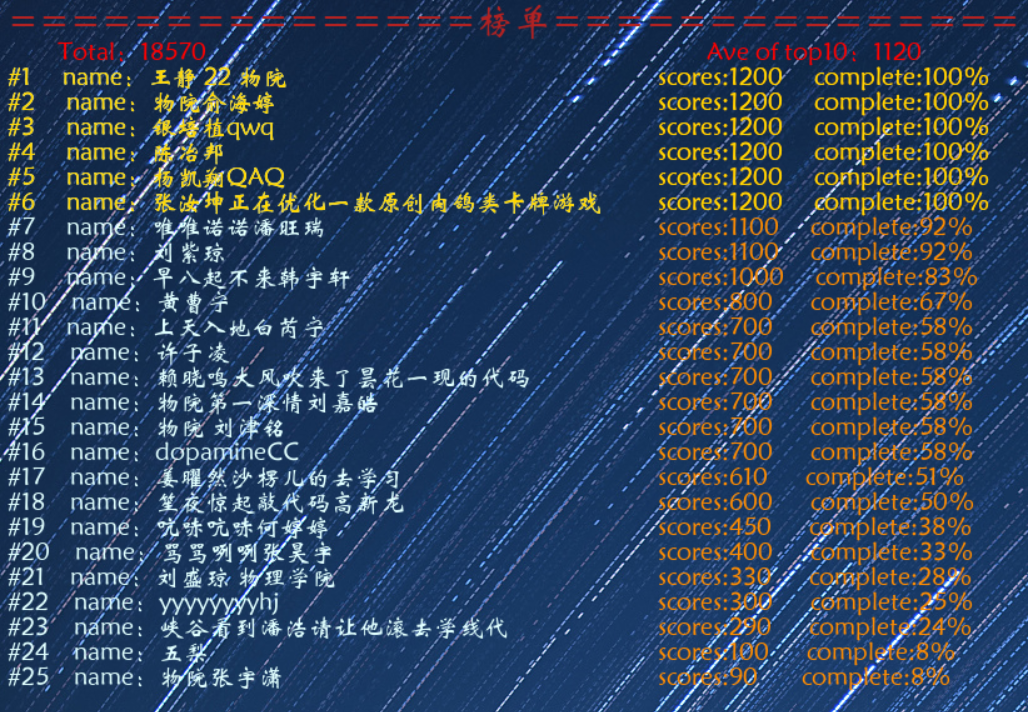 ====================榜单====================
Total：18570 Ave of top10：1120
#1 name：王静 22 物院 scores:1200 complete:100%
#2 name：物院俞海婷 scores:1200 complete:100%
#3 name：银培植qwq scores:1200 complete:100%
#4 name：陈冶邦 scores:1200 complete:100%
#5 name：杨凯翔QAQ scores:1200 complete:100%
#6 name：张汝坤正在优化一款原创肉鸽类卡牌游戏 scores:1200 complete:100%
#7 name：唯唯诺诺潘旺瑞 scores:1100 complete:92%
#8 name：刘紫琼 scores:1100 complete:92%
#9 name：早八起不来韩宇轩 scores:1000 complete:83%
#10 name：黄曹宁 scores:800 complete:67%
#11 name：上天入地白芮宁 scores:700 complete:58%
#12 name：许子凌 scores:700 complete:58%
#13 name：赖晓鸣大风吹来了昙花一现的代码 scores:700 complete:58%
#14 name：物院第一深情刘嘉皓 scores:700 complete:58%
#15 name：物院 刘津铭 scores:700 complete:58%
#16 name：dopamineCC scores:700 complete:58%
#17 name：姜曜然沙楞儿的去学习 scores:610 complete:51%
#18 name：笙夜惊起敲代码高新龙 scores:600 complete:50%
#19 name：吭哧吭哧何婷婷 scores:450 complete:38%
#20 name：骂骂咧咧张昊宇 scores:400 complete:33%
#21 name：刘盛琼 物理学院 scores:330 complete:28%
#22 name：yyyyyyyyhj scores:300 complete:25%
#23 name：峡谷看到潘浩请让他滚去学线代 scores:290 complete:24%
#24 name：五梨 scores:100 complete:8%
#25 name：物院张宇潇 scores:90 complete:8%